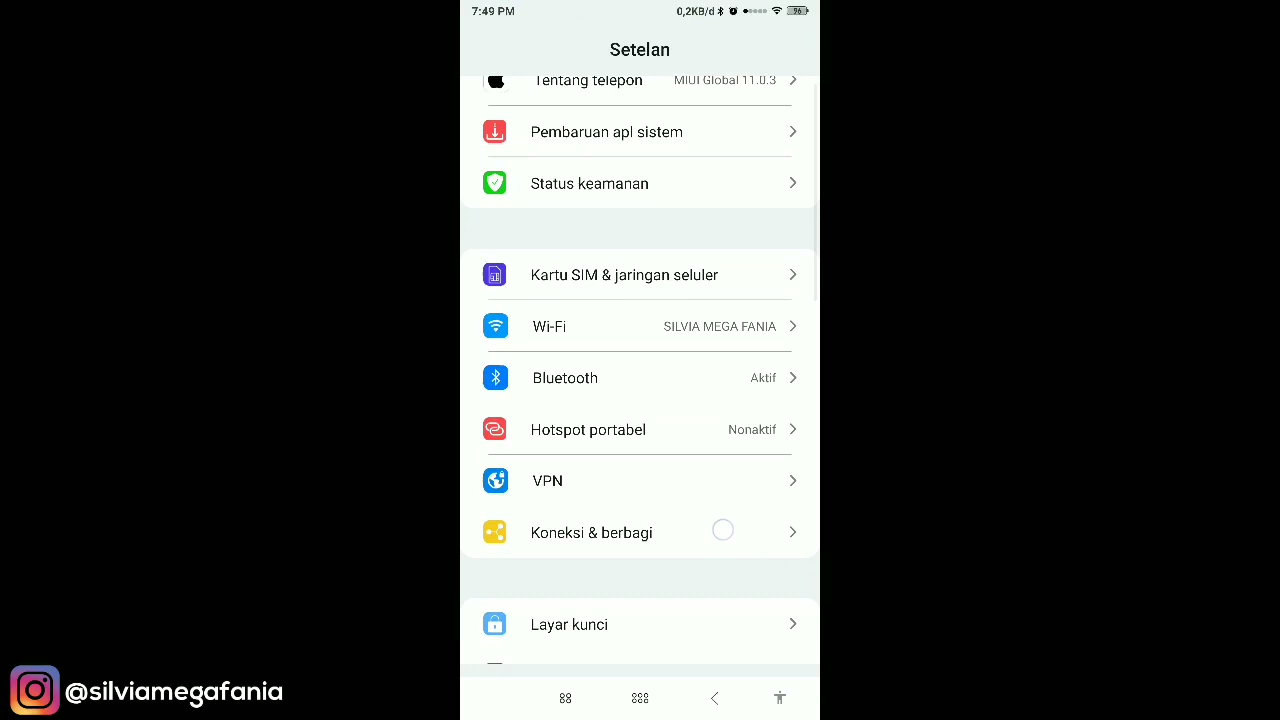 7:49 PM 0,2KB/d 96
Setelan
Tentang telepon MIUI Global 11.0.3
Pembaruan apl sistem
Status keamanan
Kartu SIM & jaringan seluler
Wi-Fi SILVIA MEGA FANIA
Bluetooth Aktif
Hotspot portabel Nonaktif
VPN
Koneksi & berbagi
Layar kunci
@silviamegafania